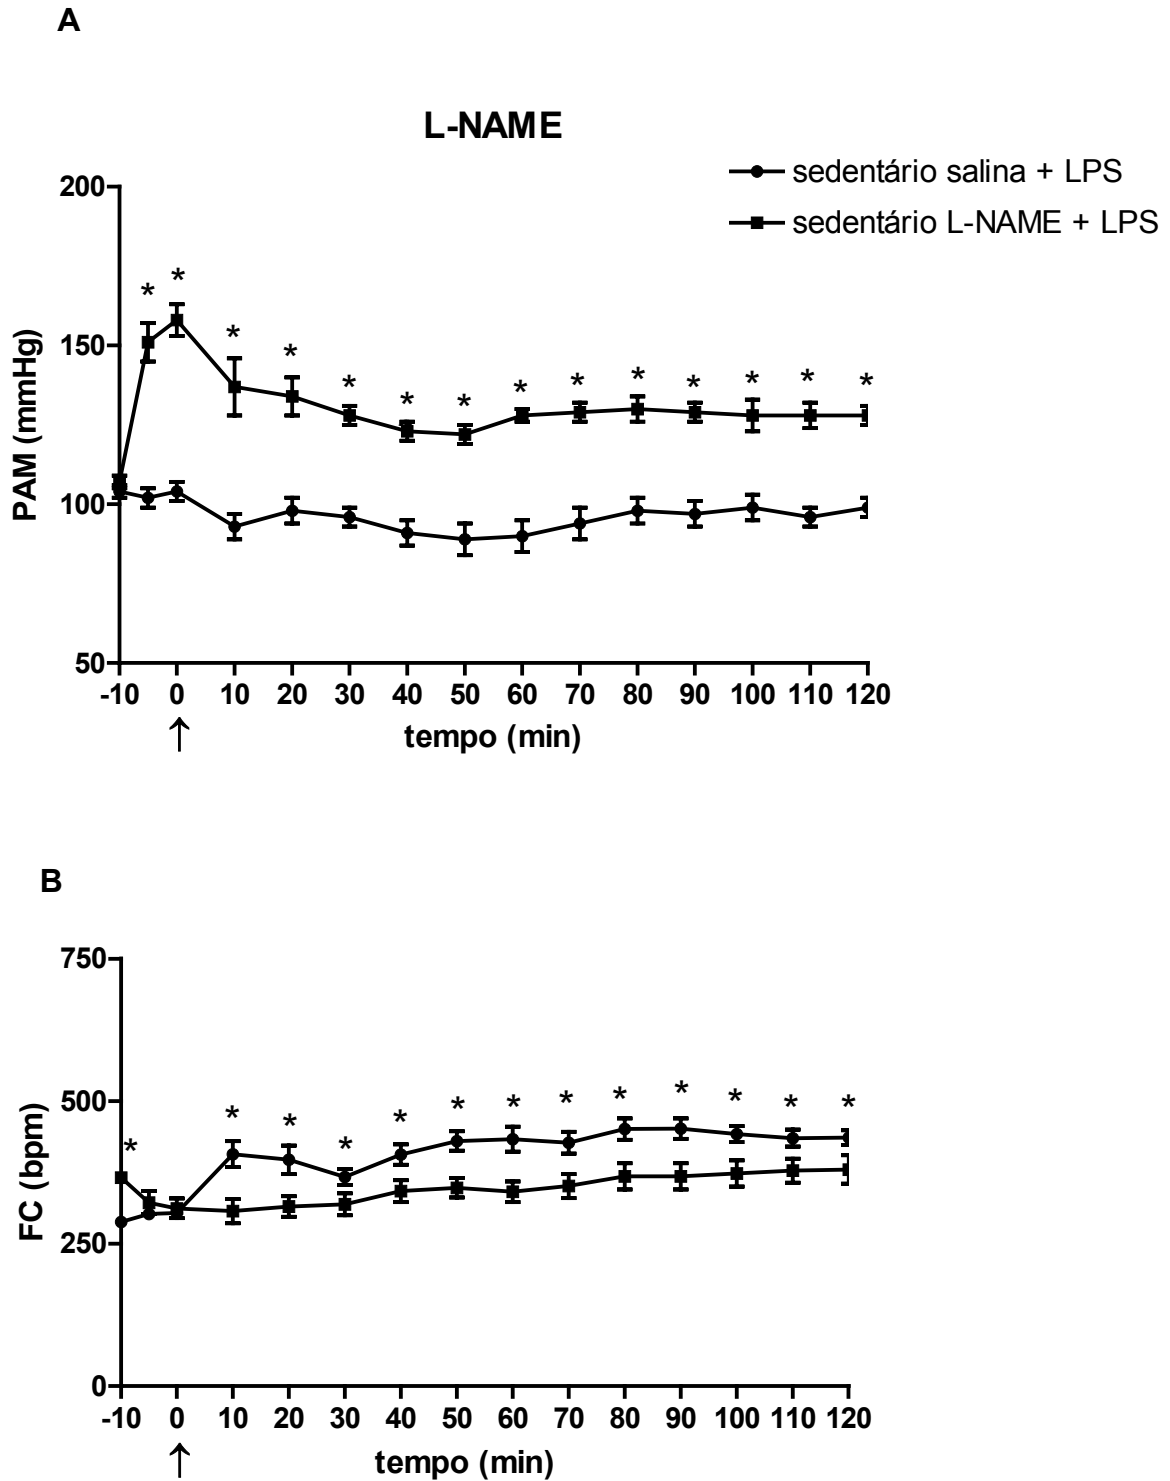 A
L-NAME
sedentário salina + LPS
sedentário L-NAME + LPS
PAM (mmHg)
200
150
100
50
-10 0 10 20 30 40 50 60 70 80 90 100 110 120
* * * * * * * * * * * * * *
↑
tempo (min)
B
FC (bpm)
750
500
250
0
* * * * * * * * * * * * *
-10 0 10 20 30 40 50 60 70 80 90 100 110 120
↑
tempo (min)